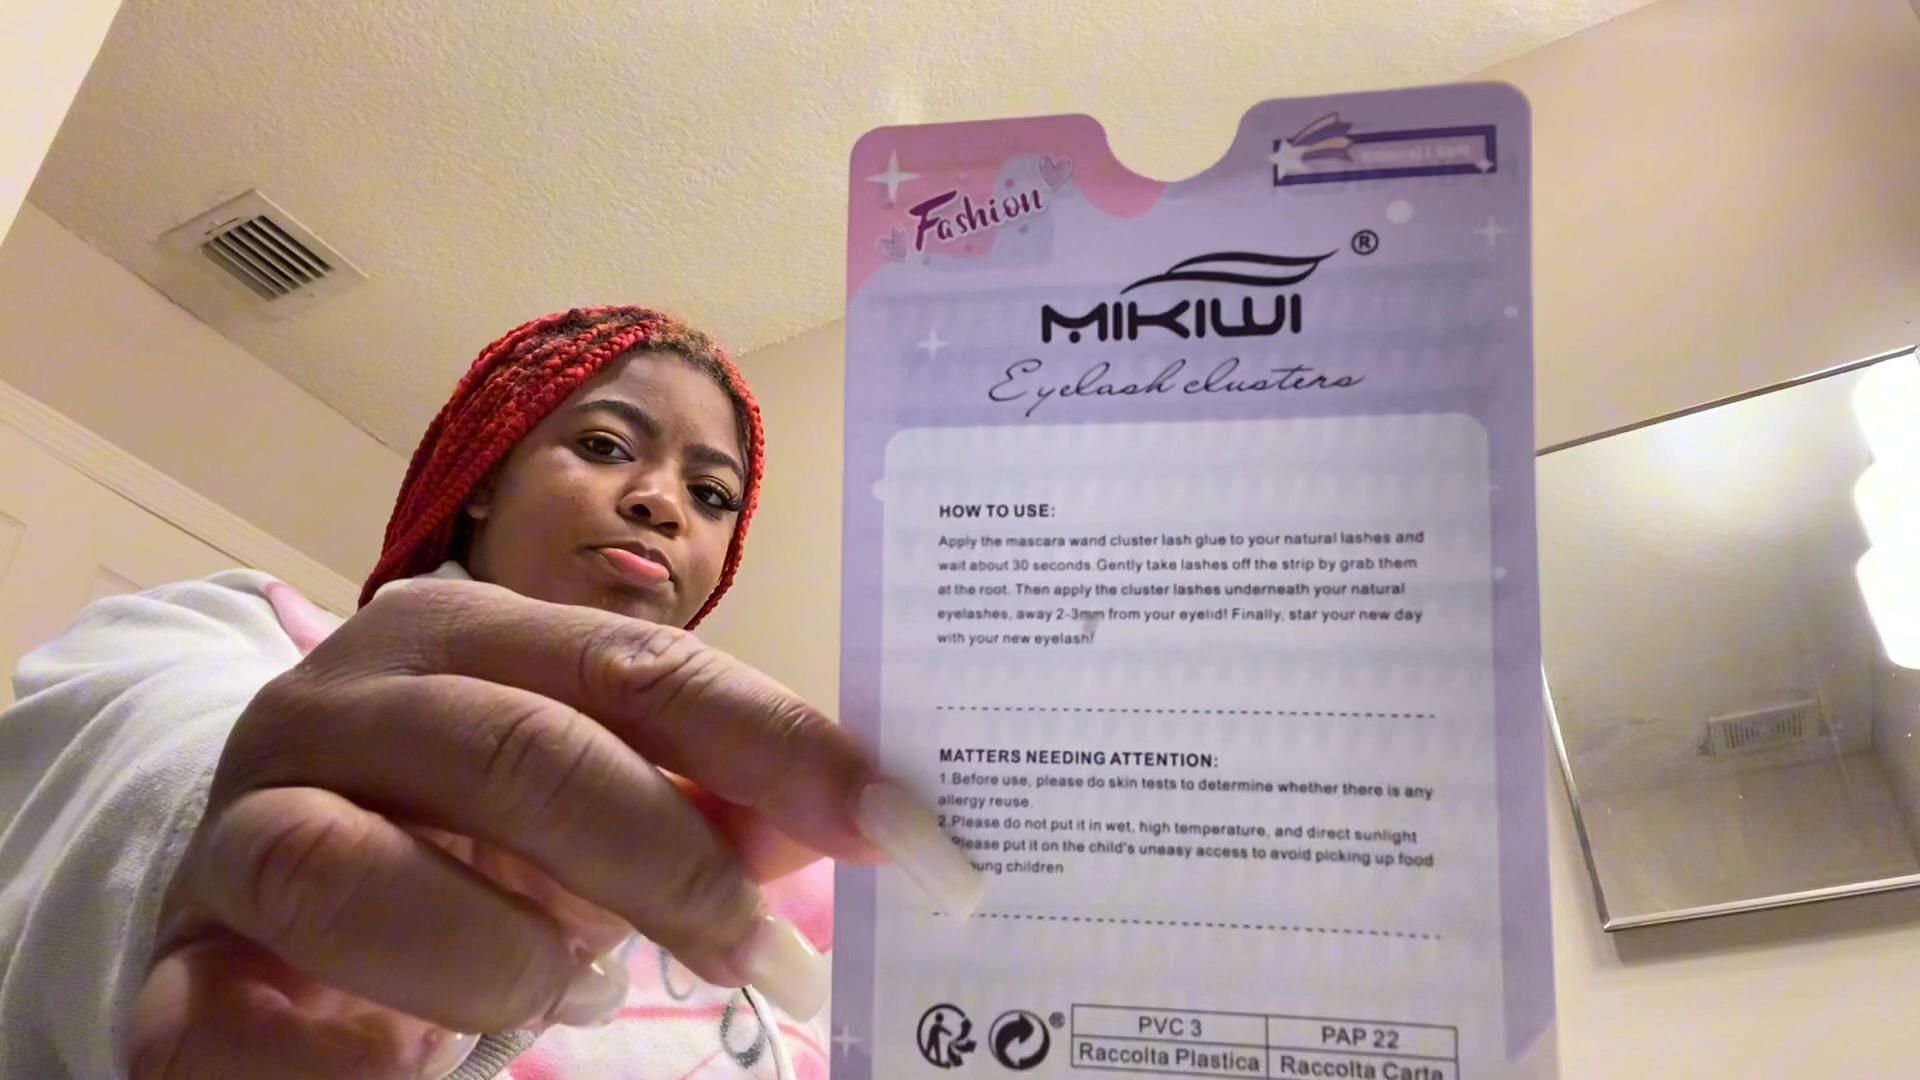 Fashion
MIKIWI®
Eyelash clusters
HOW TO USE:
Apply the mascara wand cluster lash glue to your natural lashes and
wait about 30 seconds.Gently take lashes off the strip by grab them
at the root. Then apply the cluster lashes underneath your natural
eyelashes, away 2-3mm from your eyelid! Finally, star your new day
with your new eyelash!
MATTERS NEEDING ATTENTION:
1.Before use, please do skin tests to determine whether there is any
allergy reuse.
2.Please do not put it in wet, high temperature, and direct sunlight
Please put it on the child's uneasy access to avoid picking up food
children
PVC 3 PAP 22
Raccolta Plastica Raccolta Carta